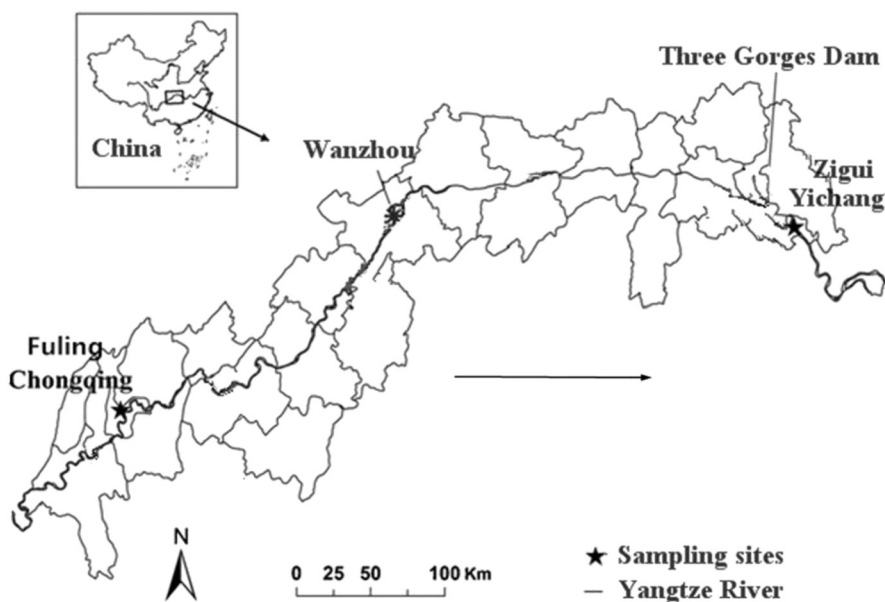 Three Gorges Dam
China
Wanzhou
Zigui
Yichang
Fuling
Chongqing
N
0 25 50 100 Km
Sampling sites
Yangtze River